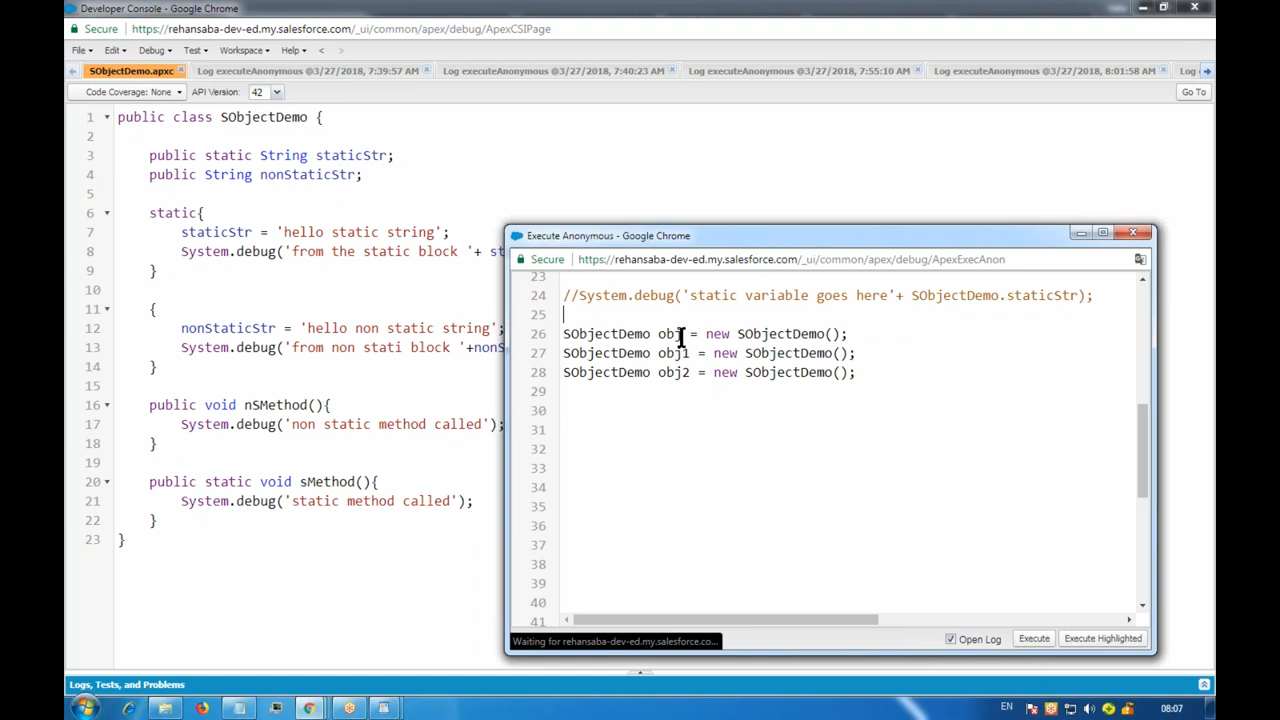 Developer Console - Google Chrome
Secure https://rehansaba-dev-ed.my.salesforce.com/_ui/common/apex/debug/ApexCSIPage
File Edit Debug Test Workspace Help < >
SObjectDemo.apxc Log executeAnonymous @3/27/2018, 7:39:57 AM Log executeAnonymous @3/27/2018, 7:40:23 AM Log executeAnonymous @3/27/2018, 7:55:10 AM Log executeAnonymous @3/27/2018, 8:01:58 AM Log
Code Coverage: None API Version: 42 Go To
1 public class SObjectDemo {
2
3 public static String staticStr;
4 public String nonStaticStr;
5
6 static{
7 staticStr = 'hello static string';
8 System.debug('from the static block '+ st
9 }
10
11 {
12 nonStaticStr = 'hello non static string';
13 System.debug('from non stati block '+nonS
14 }
15
16 public void nSMethod(){
17 System.debug('non static method called');
18 }
19
20 public static void sMethod(){
21 System.debug('static method called');
22 }
23 }
Execute Anonymous - Google Chrome
Secure https://rehansaba-dev-ed.my.salesforce.com/_ui/common/apex/debug/ApexExecAnon
23
24 //System.debug('static variable goes here'+ SObjectDemo.staticStr);
25
26 SObjectDemo obj = new SObjectDemo();
27 SObjectDemo obj1 = new SObjectDemo();
28 SObjectDemo obj2 = new SObjectDemo();
29
30
31
32
33
34
35
36
37
38
39
40
41
Waiting for rehansaba-dev-ed.my.salesforce.co...
Open Log Execute Execute Highlighted
Logs, Tests, and Problems
EN 08:07